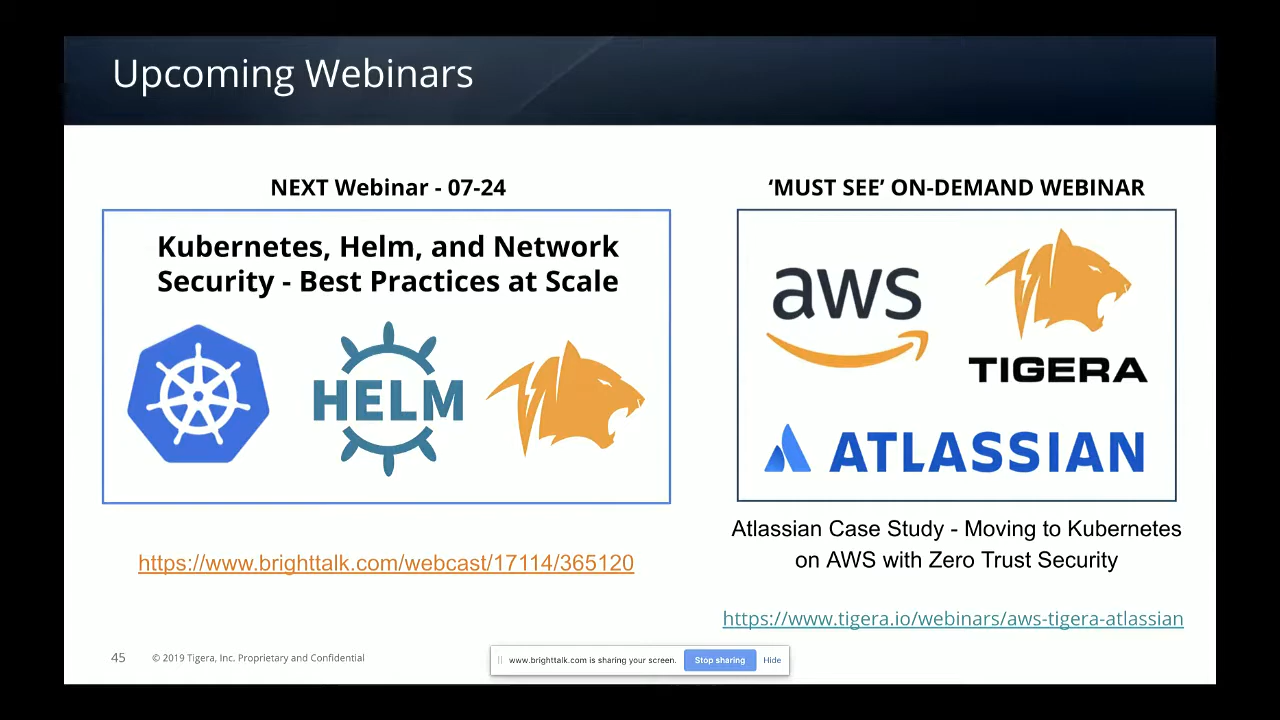 Upcoming Webinars
NEXT Webinar - 07-24
Kubernetes, Helm, and Network
Security - Best Practices at Scale
HELM
https://www.brighttalk.com/webcast/17114/365120
‘MUST SEE’ ON-DEMAND WEBINAR
aws
TIGERA
ATLASSIAN
Atlassian Case Study - Moving to Kubernetes
on AWS with Zero Trust Security
https://www.tigera.io/webinars/aws-tigera-atlassian
45
© 2019 Tigera, Inc. Proprietary and Confidential
www.brighttalk.com is sharing your screen.
Stop sharing
Hide